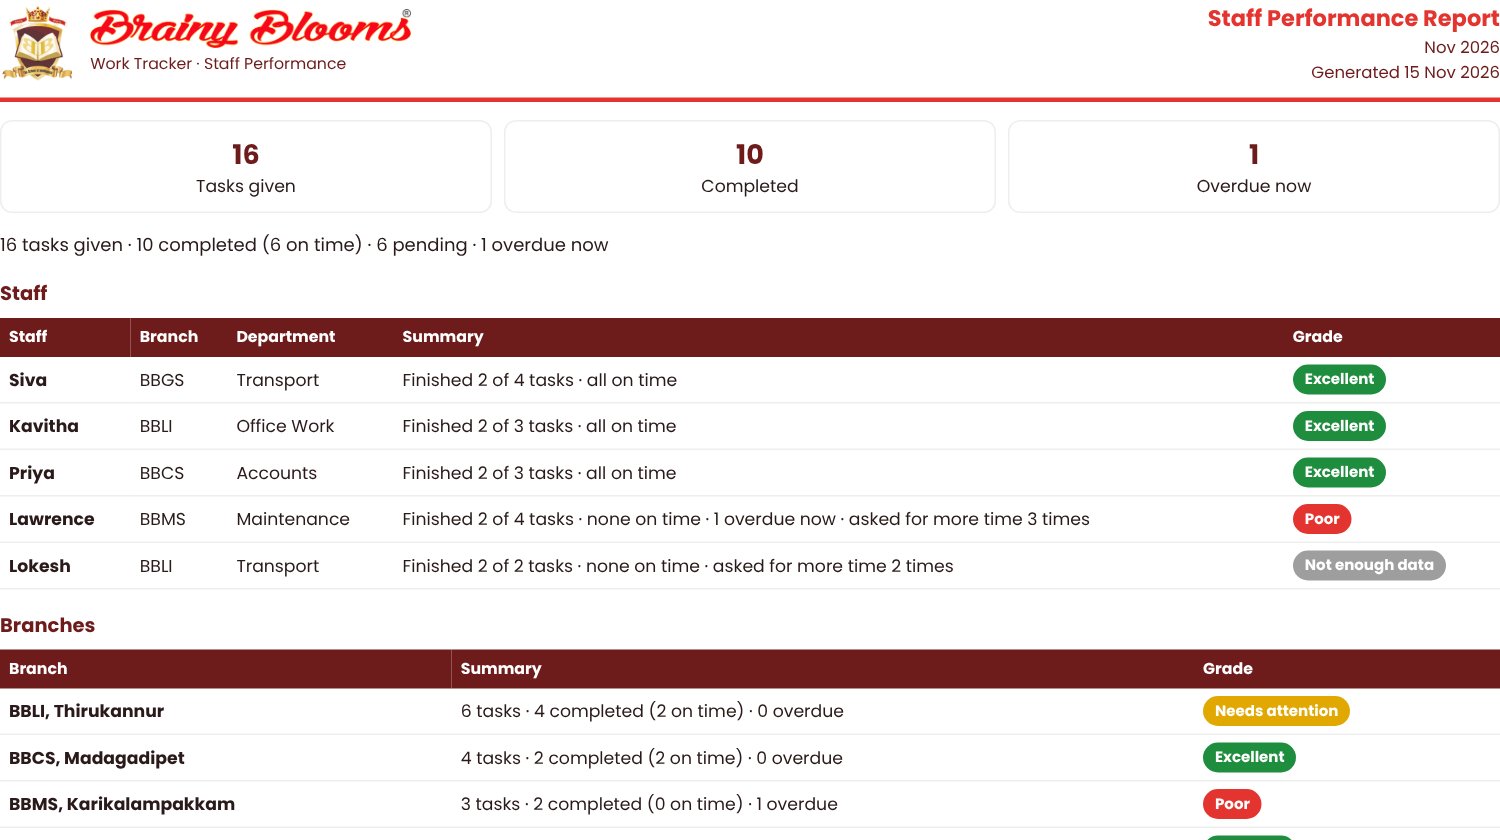 Brainy Blooms®
Work Tracker · Staff Performance
Staff Performance Report
Nov 2026
Generated 15 Nov 2026
16
Tasks given
10
Completed
1
Overdue now
16 tasks given · 10 completed (6 on time) · 6 pending · 1 overdue now
Staff
Staff Branch Department Summary Grade
Siva BBGS Transport Finished 2 of 4 tasks · all on time Excellent
Kavitha BBLI Office Work Finished 2 of 3 tasks · all on time Excellent
Priya BBCS Accounts Finished 2 of 3 tasks · all on time Excellent
Lawrence BBMS Maintenance Finished 2 of 4 tasks · none on time · 1 overdue now · asked for more time 3 times Poor
Lokesh BBLI Transport Finished 2 of 2 tasks · none on time · asked for more time 2 times Not enough data
Branches
Branch Summary Grade
BBLI, Thirukannur 6 tasks · 4 completed (2 on time) · 0 overdue Needs attention
BBCS, Madagadipet 4 tasks · 2 completed (2 on time) · 0 overdue Excellent
BBMS, Karikalampakkam 3 tasks · 2 completed (0 on time) · 1 overdue Poor